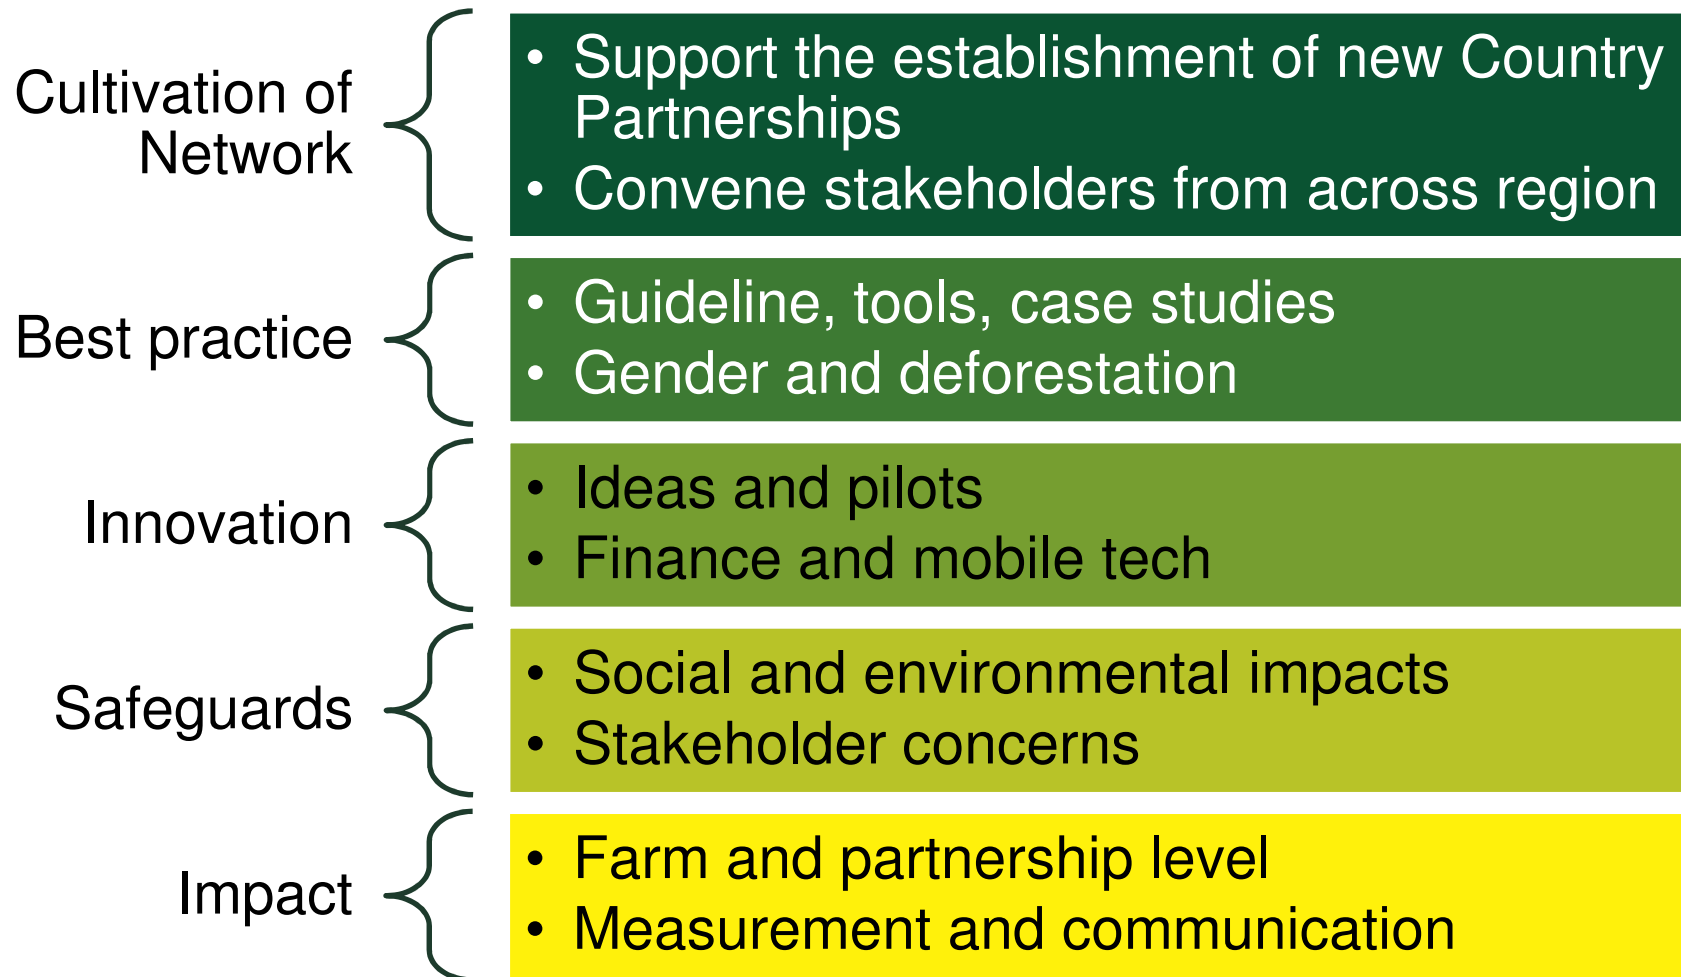 Cultivation of
Network
• Support the establishment of new Country
Partnerships
• Convene stakeholders from across region
Best practice
• Guideline, tools, case studies
• Gender and deforestation
Innovation
• Ideas and pilots
• Finance and mobile tech
Safeguards
• Social and environmental impacts
• Stakeholder concerns
Impact
• Farm and partnership level
• Measurement and communication